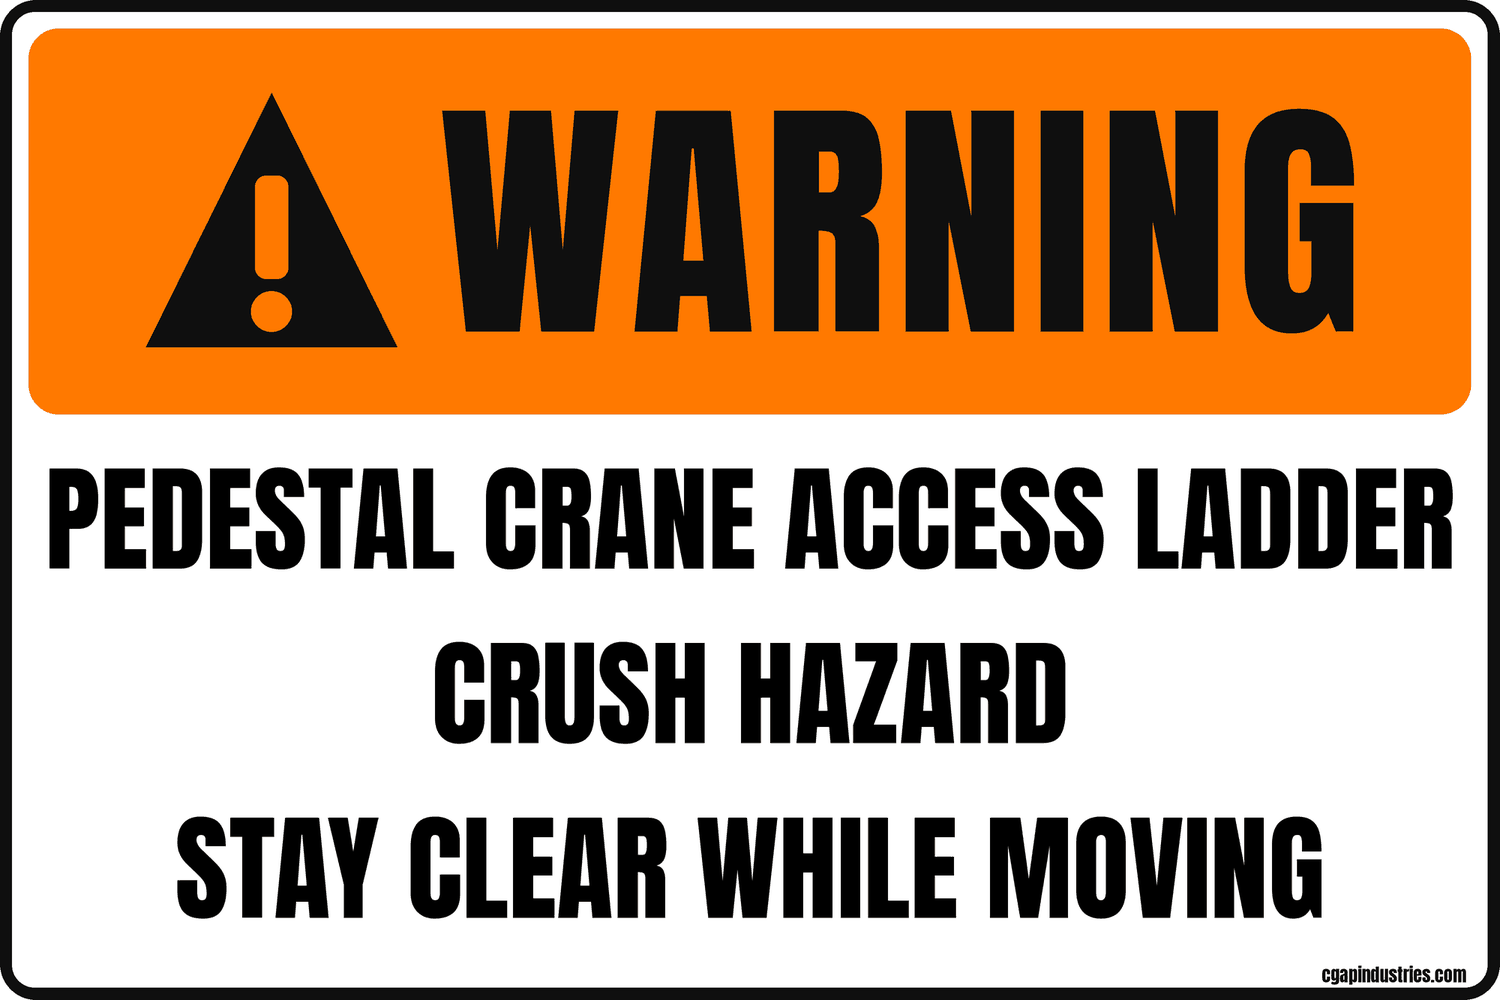 WARNING
PEDESTAL CRANE ACCESS LADDER
CRUSH HAZARD
STAY CLEAR WHILE MOVING
cgapindustries.com